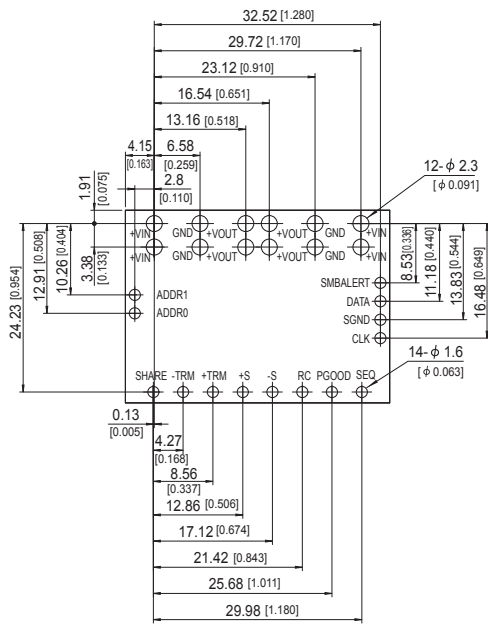 32.52 [1.280]
29.72 [1.170]
23.12 [0.910]
16.54 [0.651]
13.16 [0.518]
4.15 [0.163]
6.58 [0.259]
2.8 [0.110]
12- ϕ 2.3
[ ϕ 0.091]
1.91 [0.075]
3.38 [0.133]
10.26 [0.404]
12.91 [0.508]
24.23 [0.954]
+VIN GND +VOUT +VOUT GND +VIN
+VIN GND +VOUT +VOUT GND +VIN
8.53 [0.336]
11.18 [0.440]
13.83 [0.544]
16.48 [0.649]
SMBALERT
ADDR1
DATA
ADDR0
SGND
CLK
14- ϕ 1.6
[ ϕ 0.063]
SHARE -TRM +TRM +S -S RC PGOOD SEQ
0.13
[0.005]
4.27
[0.168]
8.56
[0.337]
12.86 [0.506]
17.12 [0.674]
21.42 [0.843]
25.68 [1.011]
29.98 [1.180]